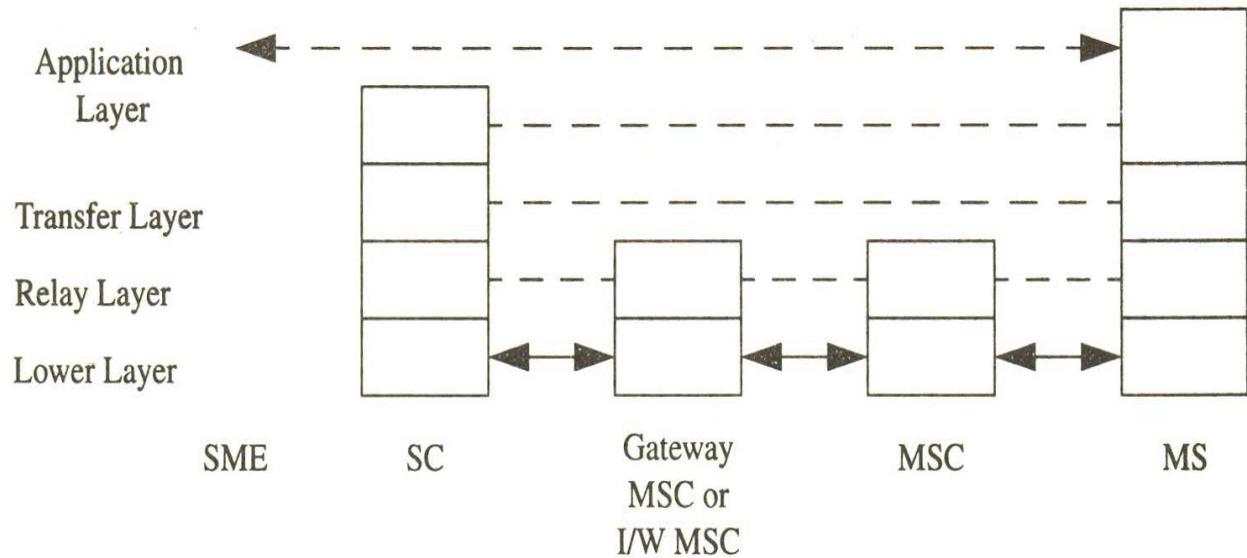 Application
Layer
Transfer Layer
Relay Layer
Lower Layer
SME
SC
Gateway
MSC or
I/W MSC
MSC
MS